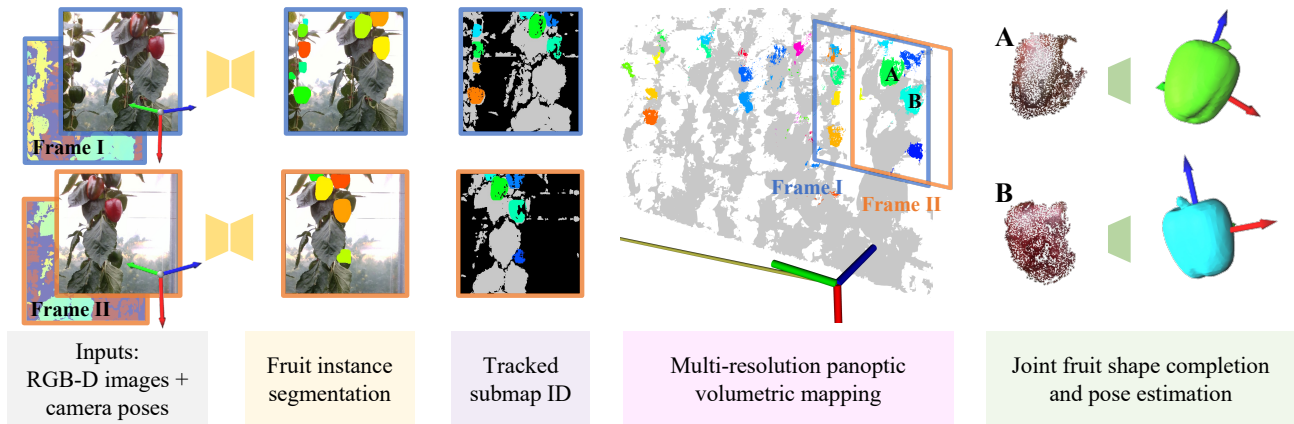 Frame I
Frame II
A
B
Frame I
Frame II
A
B
Inputs:
RGB-D images +
camera poses
Fruit instance
segmentation
Tracked
submap ID
Multi-resolution panoptic
volumetric mapping
Joint fruit shape completion
and pose estimation